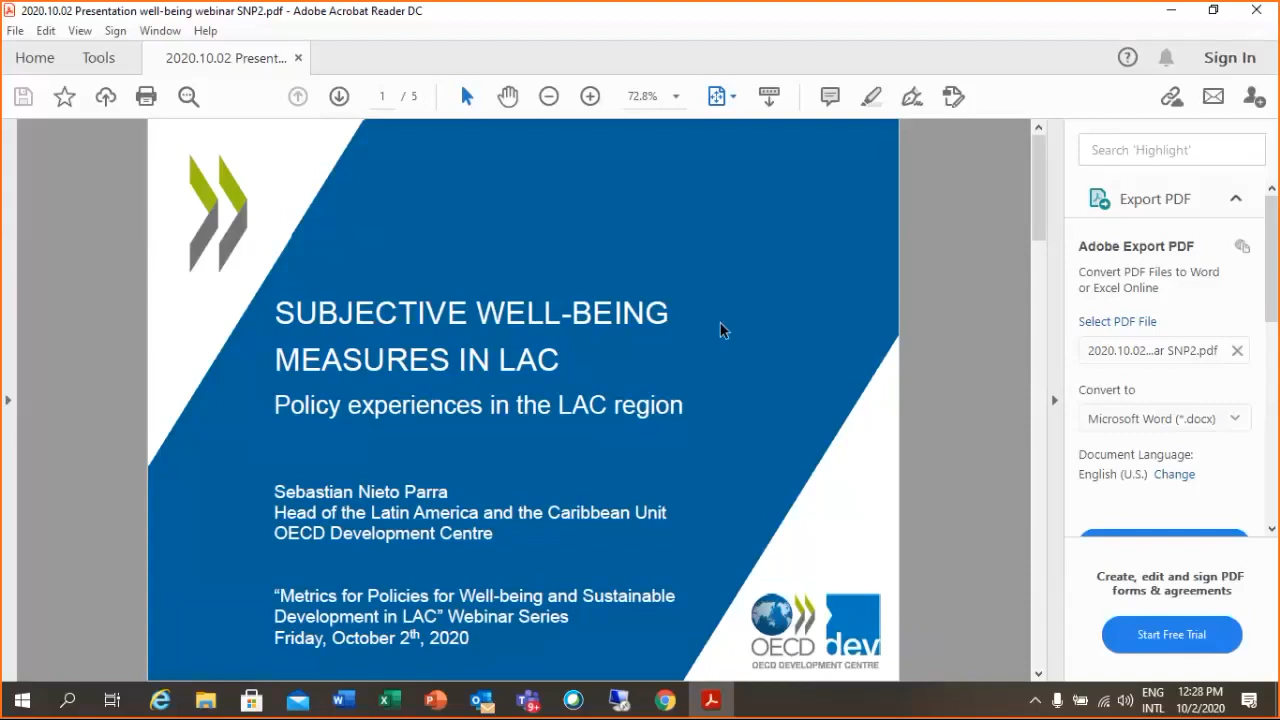 2020.10.02 Presentation well-being webinar SNP2.pdf - Adobe Acrobat Reader DC
File Edit View Sign Window Help
Home Tools 2020.10.02 Present... × Sign In
1 / 5 72.8%
Search 'Highlight'
Export PDF
Adobe Export PDF
Convert PDF Files to Word
or Excel Online
Select PDF File
2020.10.02...ar SNP2.pdf
Convert to
Microsoft Word (*.docx)
Document Language:
English (U.S.) Change
Create, edit and sign PDF
forms & agreements
Start Free Trial
SUBJECTIVE WELL-BEING
MEASURES IN LAC
Policy experiences in the LAC region
Sebastian Nieto Parra
Head of the Latin America and the Caribbean Unit
OECD Development Centre
“Metrics for Policies for Well-being and Sustainable
Development in LAC” Webinar Series
Friday, October 2th, 2020
OECD dev
OECD DEVELOPMENT CENTRE
ENG 12:28 PM
INTL 10/2/2020